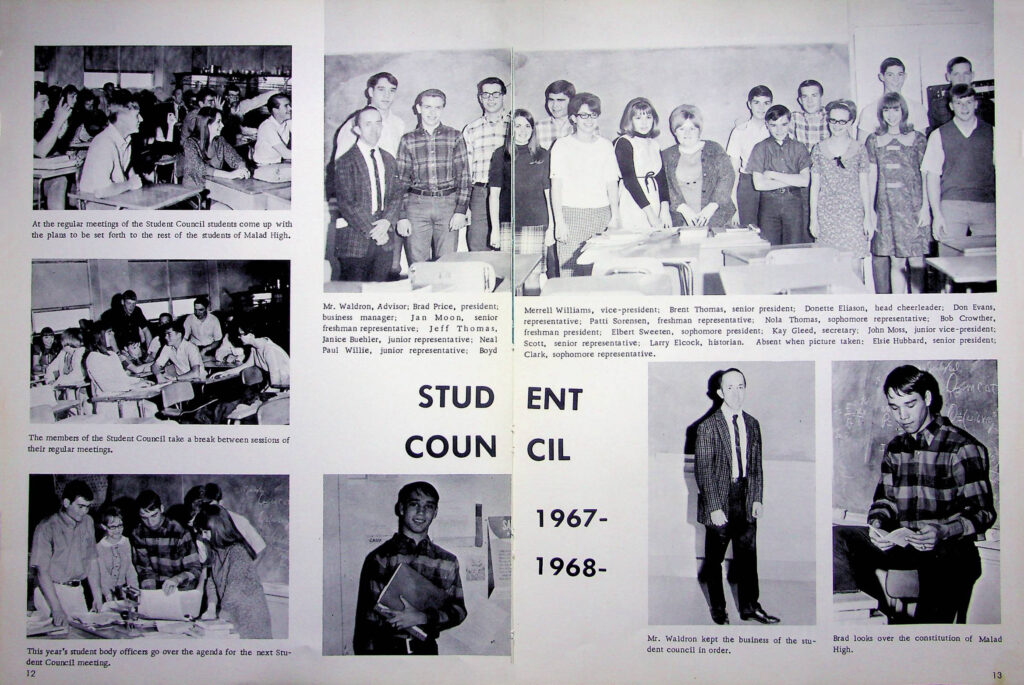 At the regular meetings of the Student Council students come up with
the plans to be set forth to the rest of the students of Malad High.
The members of the Student Council take a break between sessions of
their regular meetings.
This year's student body officers go over the agenda for the next Stu-
dent Council meeting.
12
Mr. Waldron, Advisor; Brad Price, president;
business manager; Jan Moon, senior
freshman representative; Jeff Thomas,
Janice Buehler, junior representative; Neal
Paul Willie, junior representative; Boyd
Merrell Williams, vice-president; Brent Thomas, senior president; Donette Eliason, head cheerleader; Don Evans,
representative; Patti Sorensen, freshman representative; Nola Thomas, sophomore representative; Bob Crowther,
freshman president; Elbert Sweeten, sophomore president; Kay Gleed, secretary; John Moss, junior vice-president;
Scott, senior representative; Larry Elcock, historian. Absent when picture taken: Elsie Hubbard, senior president;
Clark, sophomore representative.
STUDENT
COUNCIL
1967-
1968-
Mr. Waldron kept the business of the stu-
dent council in order.
Brad looks over the constitution of Malad
High.
13